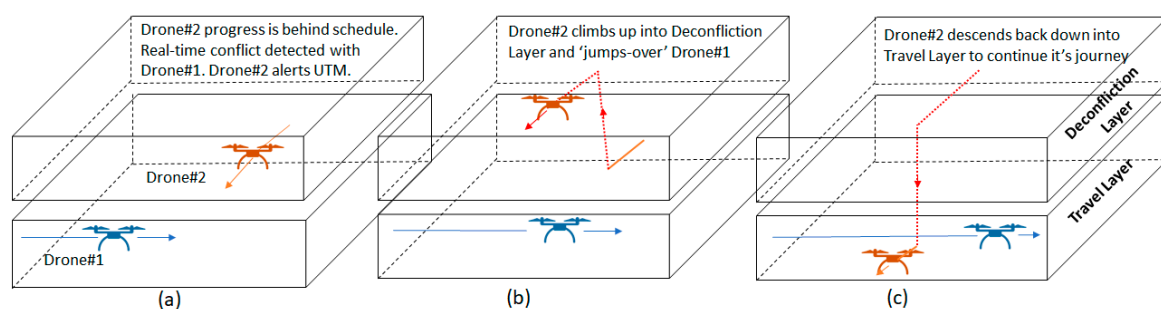 Drone#2 progress is behind schedule.
Real-time conflict detected with
Drone#1. Drone#2 alerts UTM.
Drone#2
Drone#1
(a)
Drone#2 climbs up into Deconfliction
Layer and ‘jumps-over’ Drone#1
(b)
Drone#2 descends back down into
Travel Layer to continue it’s journey
Deconfliction
Layer
Travel Layer
(c)